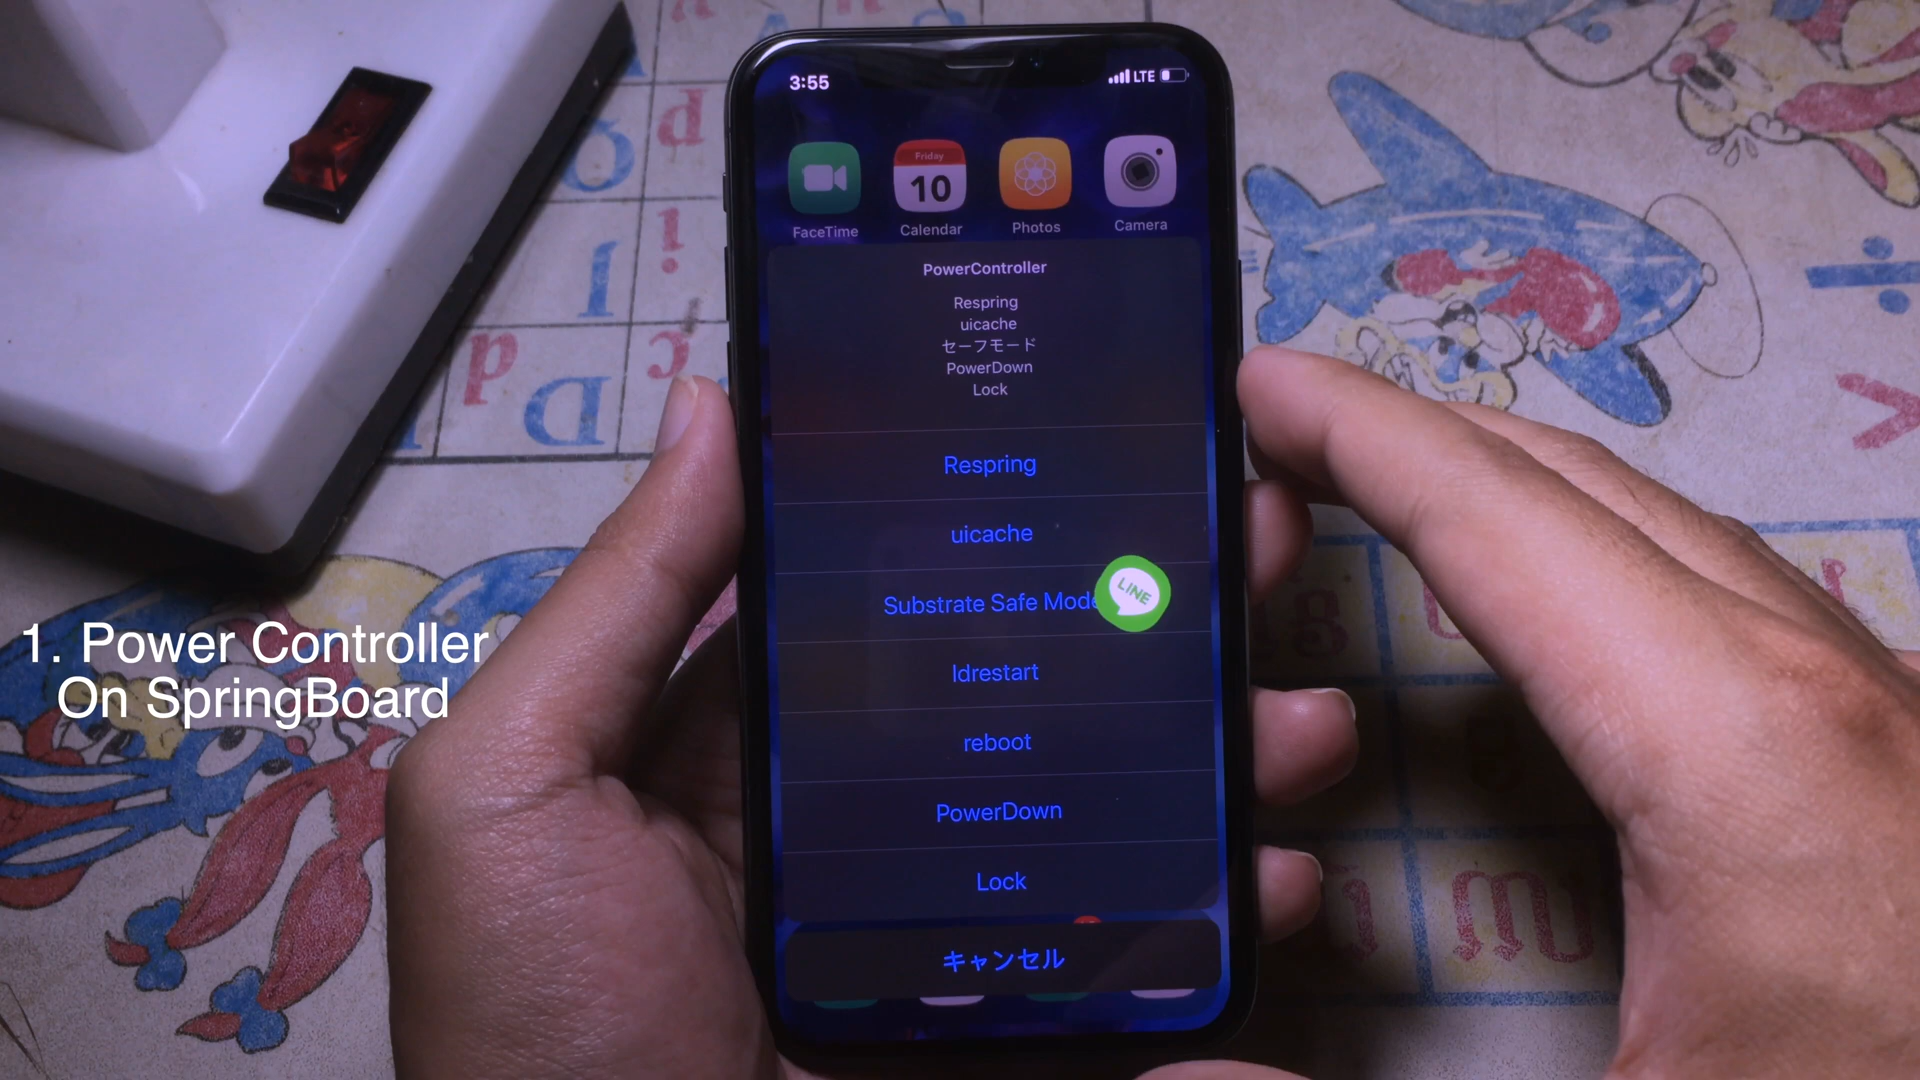 3:55
LTE
Friday
10
FaceTime
Calendar
Photos
Camera
PowerController
Respring
uicache
セーフモード
PowerDown
Lock
Respring
uicache
Substrate Safe Mode
LINE
ldrestart
reboot
PowerDown
Lock
キャンセル
1. Power Controller
On SpringBoard